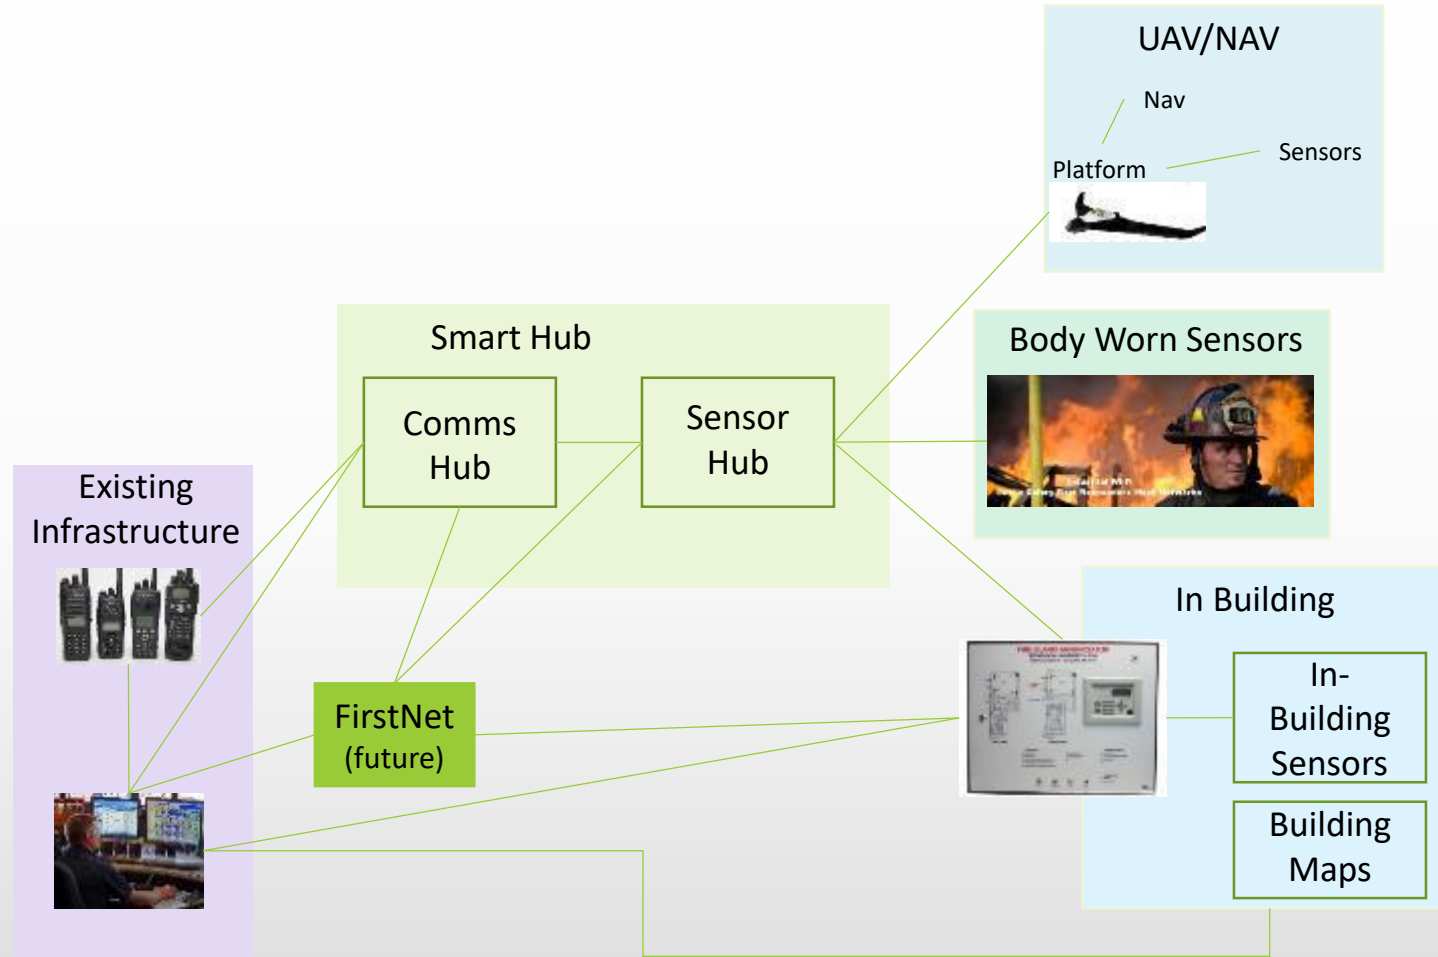 UAV/NAV
Nav
Sensors
Platform
Smart Hub
Comms
Hub
Sensor
Hub
Body Worn Sensors
Existing
Infrastructure
FirstNet
(future)
In Building
In-
Building
Sensors
Building
Maps